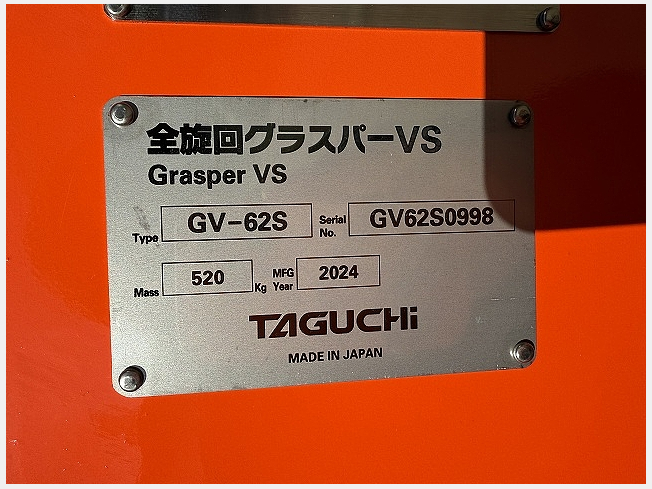 全旋回グラスパーVS
Grasper VS
Type GV-62S Serial No. GV62S0998
Mass 520 Kg MFG Year 2024
TAGUCHi
MADE IN JAPAN